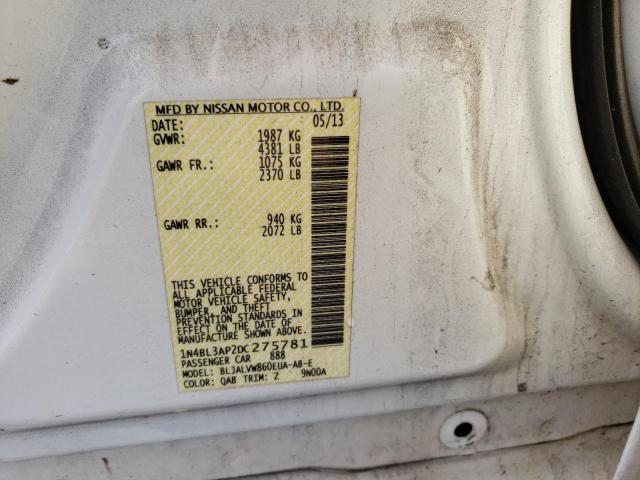 MFD BY NISSAN MOTOR CO., LTD.
DATE: 05/13
GVWR: 1987 KG
4381 LB
GAWR FR.: 1075 KG
2370 LB
GAWR RR.: 940 KG
2072 LB
THIS VEHICLE CONFORMS TO
ALL APPLICABLE FEDERAL
MOTOR VEHICLE SAFETY,
BUMPER, AND THEFT
PREVENTION STANDARDS IN
EFFECT ON THE DATE OF
MANUFACTURE SHOWN ABOVE.
1N4BL3AP2DC275781
PASSENGER CAR 888
MODEL: BLJALVW860EUA-AB-E
COLOR: QAB TRIM: Z 9N00A